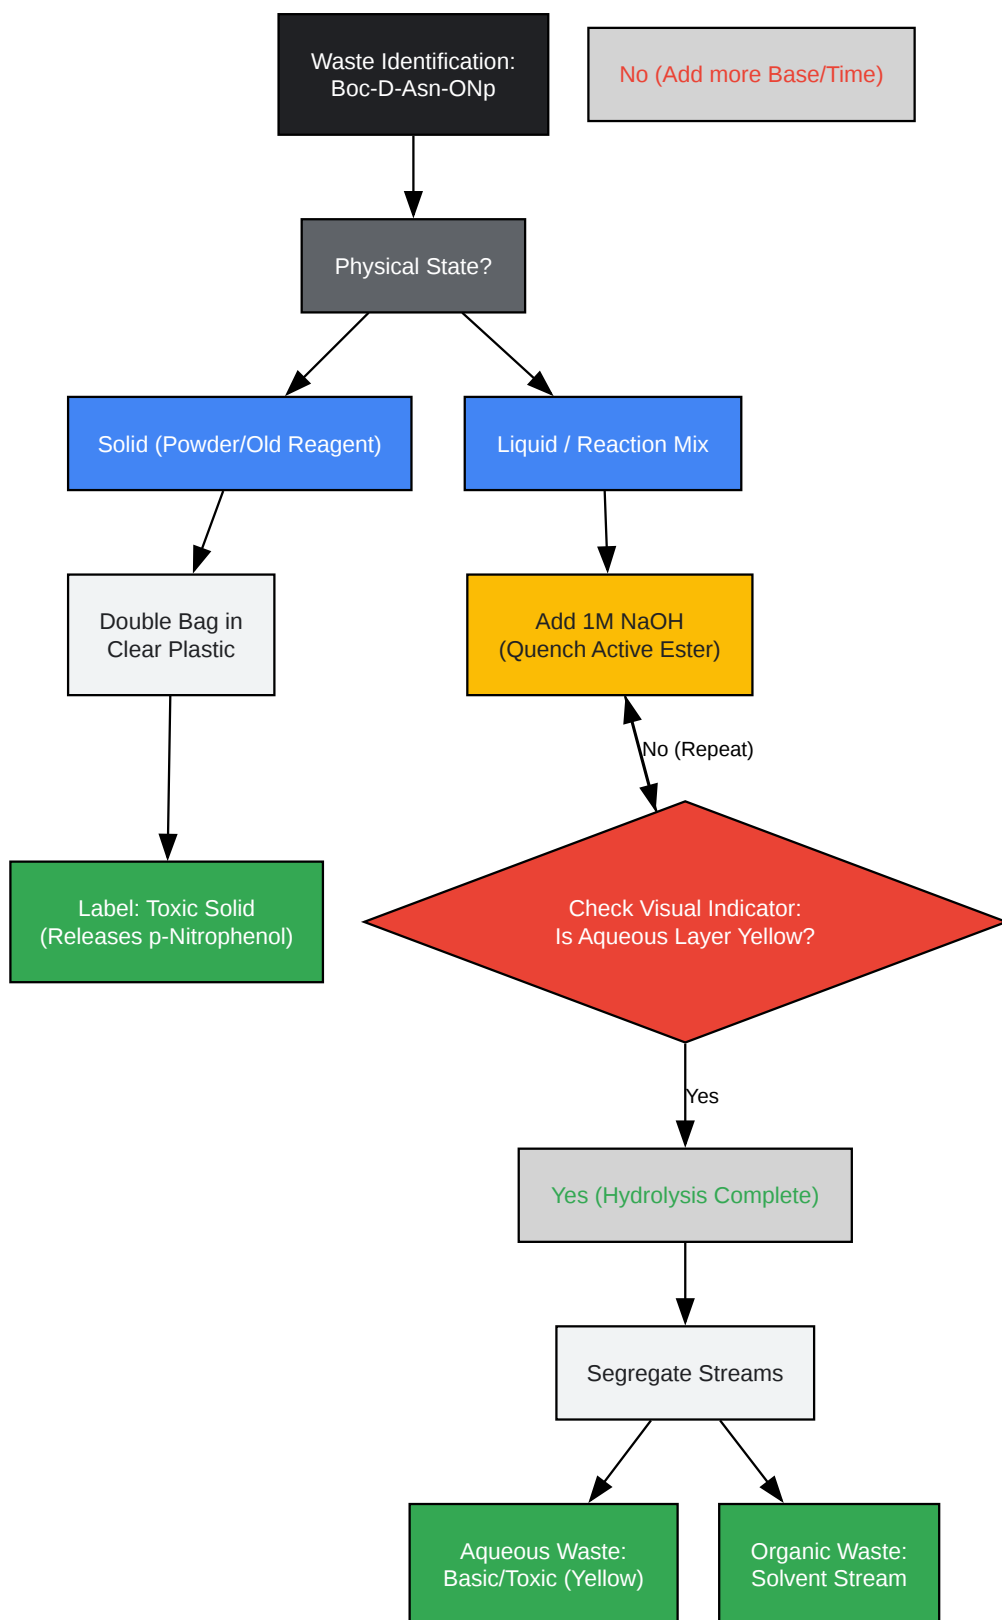 Waste Identification:
Boc-D-Asn-ONp
No (Add more Base/Time)
Physical State?
Solid (Powder/Old Reagent)
Liquid / Reaction Mix
Double Bag in
Clear Plastic
Add 1M NaOH
(Quench Active Ester)
No (Repeat)
Label: Toxic Solid
(Releases p-Nitrophenol)
Check Visual Indicator:
Is Aqueous Layer Yellow?
Yes
Yes (Hydrolysis Complete)
Segregate Streams
Aqueous Waste:
Basic/Toxic (Yellow)
Organic Waste:
Solvent Stream